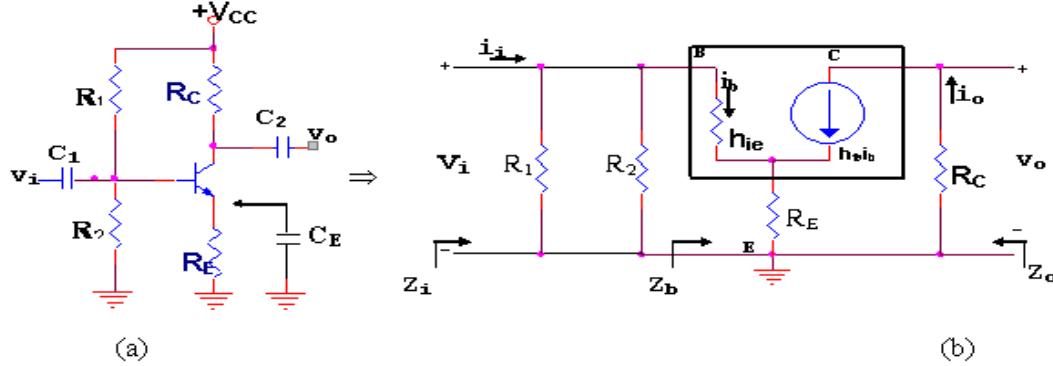 +VCC
R1
RC
C2
vo
C1
vi
R2
RE
CE
⇒
(a)
ii
+
B
C
+
ib
hie
hfeib
io
Vi
R1
R2
RC
vo
RE
E
-
-
Zi
Zb
Zo
(b)